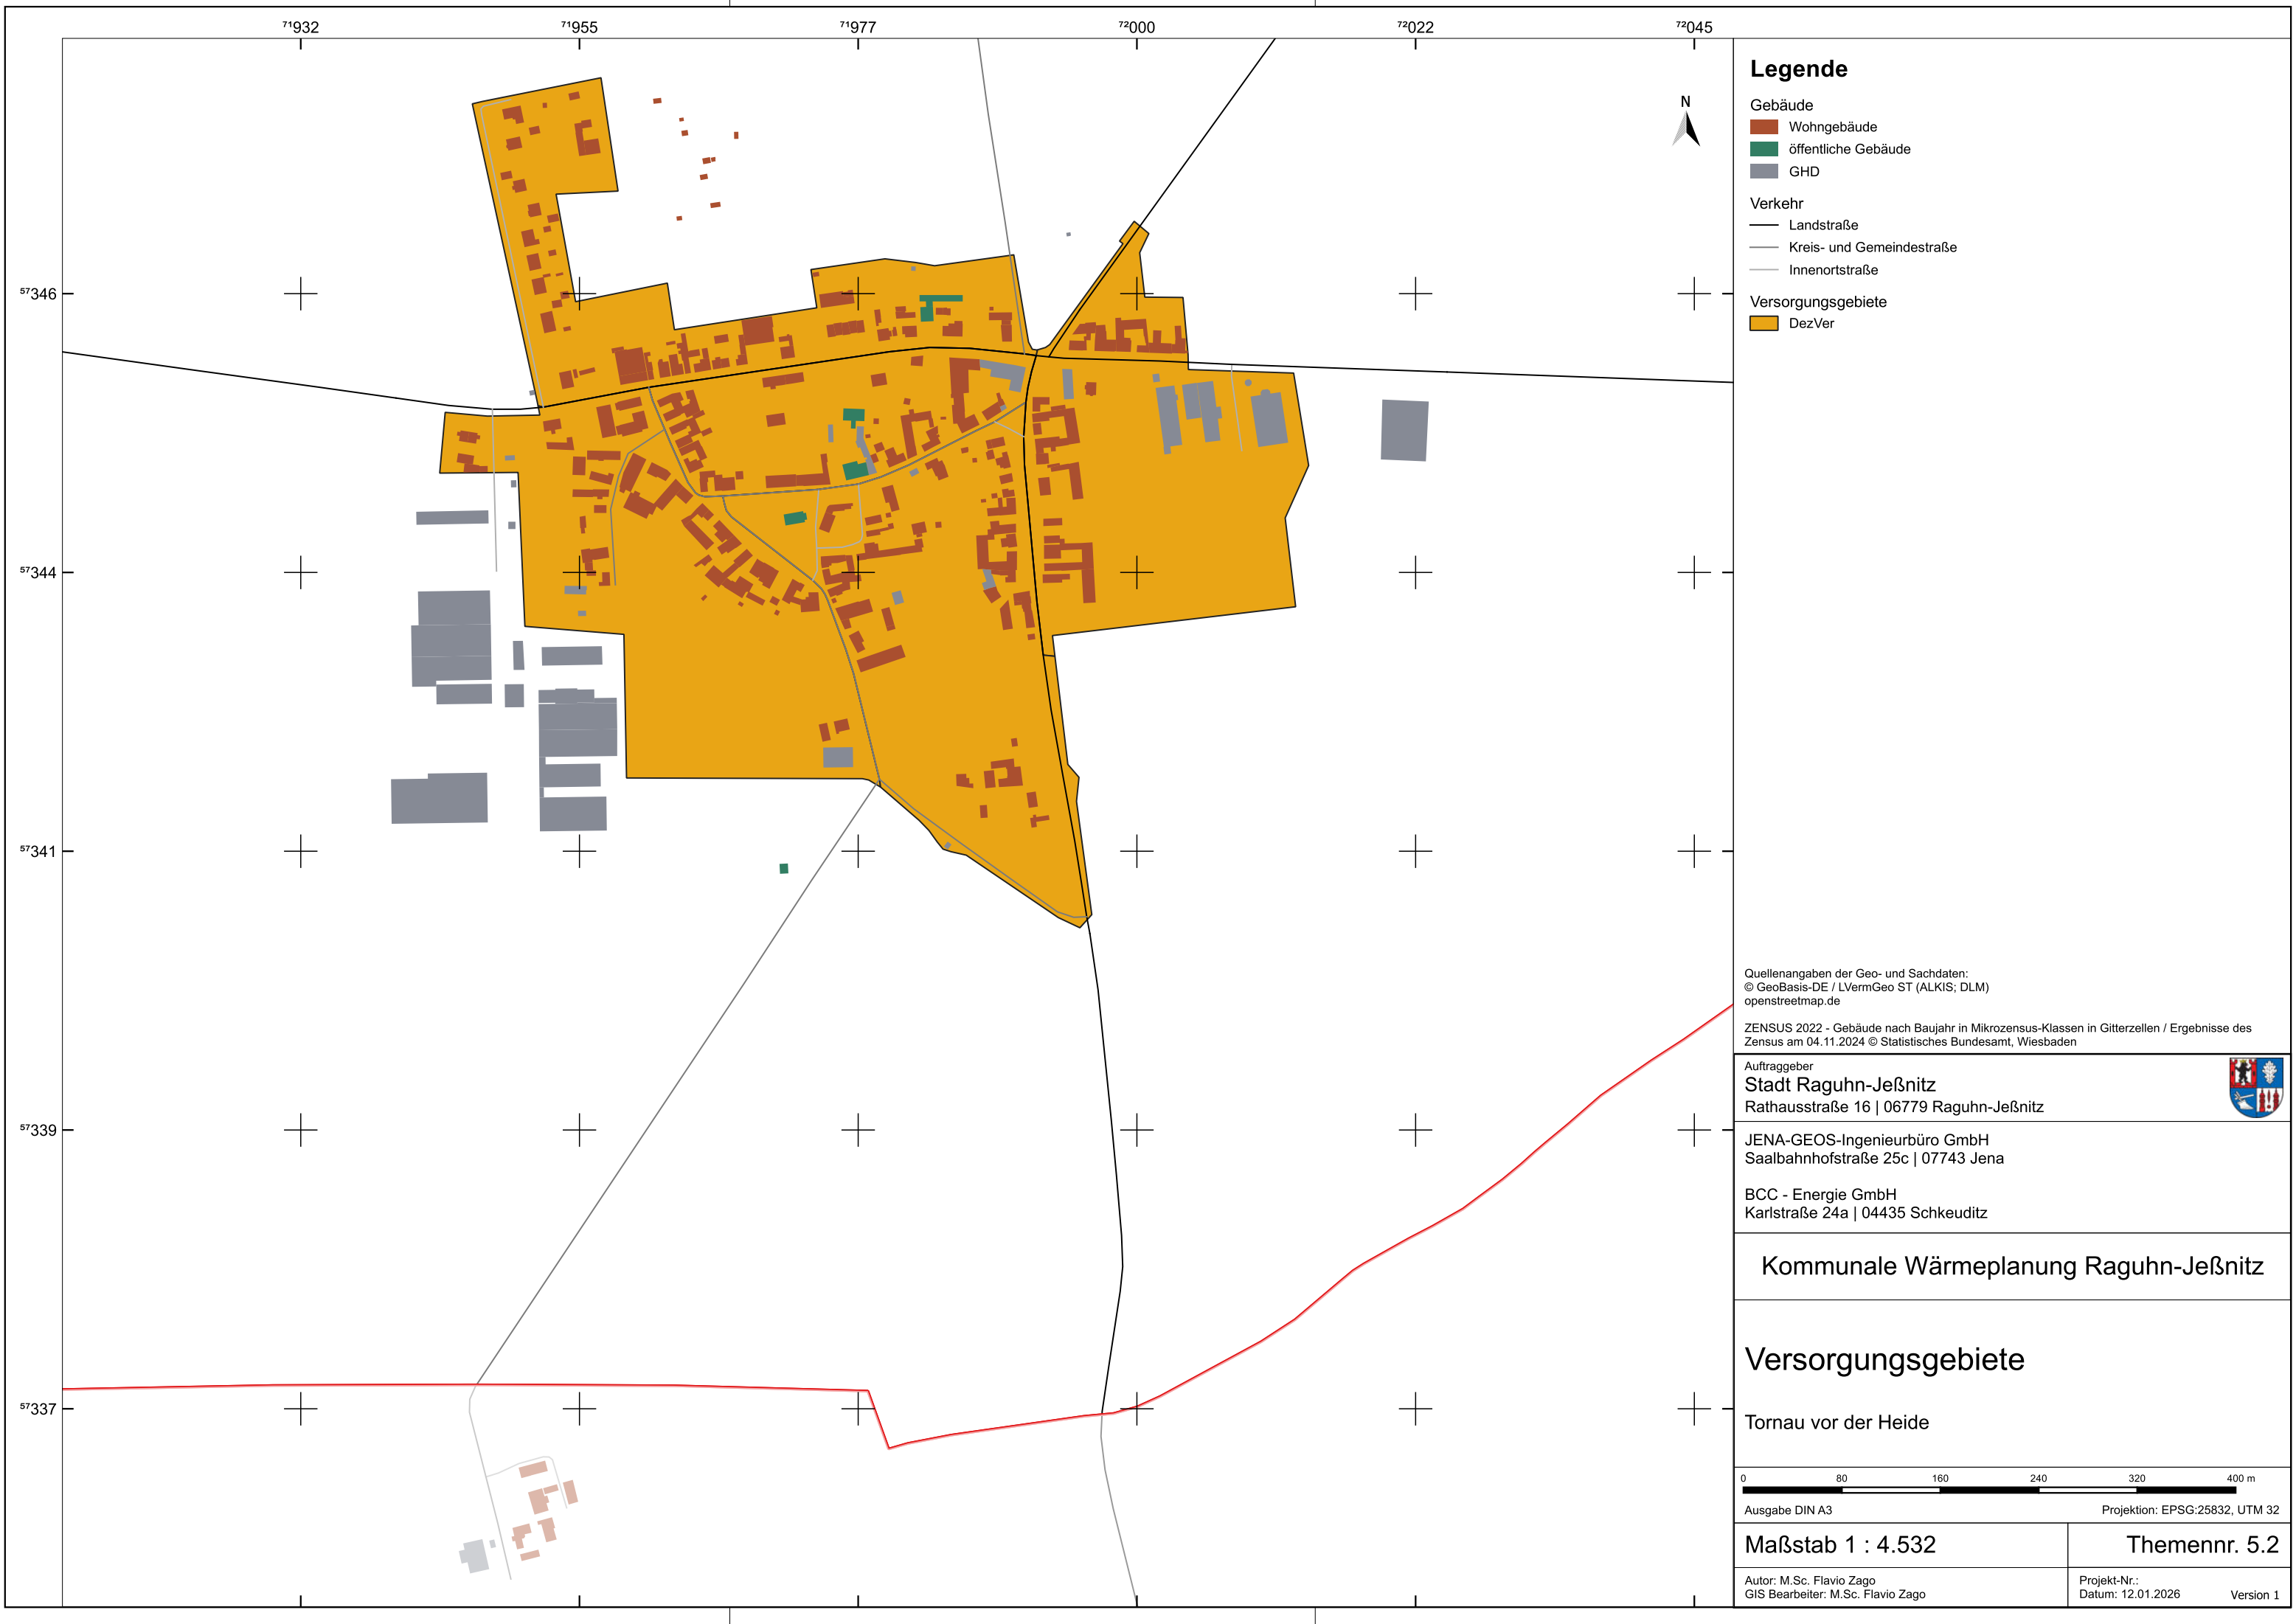 ⁷¹932
⁷¹955
⁷¹977
⁷²000
⁷²022
⁷²045
⁵⁷346
⁵⁷344
⁵⁷341
⁵⁷339
⁵⁷337
N
Legende
Gebäude
Wohngebäude
öffentliche Gebäude
GHD
Verkehr
Landstraße
Kreis- und Gemeindestraße
Innenortstraße
Versorgungsgebiete
DezVer
Quellenangaben der Geo- und Sachdaten:
© GeoBasis-DE / LVermGeo ST (ALKIS; DLM)
openstreetmap.de
ZENSUS 2022 - Gebäude nach Baujahr in Mikrozensus-Klassen in Gitterzellen / Ergebnisse des
Zensus am 04.11.2024 © Statistisches Bundesamt, Wiesbaden
Auftraggeber
Stadt Raguhn-Jeßnitz
Rathausstraße 16 | 06779 Raguhn-Jeßnitz
JENA-GEOS-Ingenieurbüro GmbH
Saalbahnhofstraße 25c | 07743 Jena
BCC - Energie GmbH
Karlstraße 24a | 04435 Schkeuditz
Kommunale Wärmeplanung Raguhn-Jeßnitz
Versorgungsgebiete
Tornau vor der Heide
0 80 160 240 320 400 m
Ausgabe DIN A3 Projektion: EPSG:25832, UTM 32
Maßstab 1 : 4.532 Themennr. 5.2
Autor: M.Sc. Flavio Zago Projekt-Nr.:
GIS Bearbeiter: M.Sc. Flavio Zago Datum: 12.01.2026 Version 1